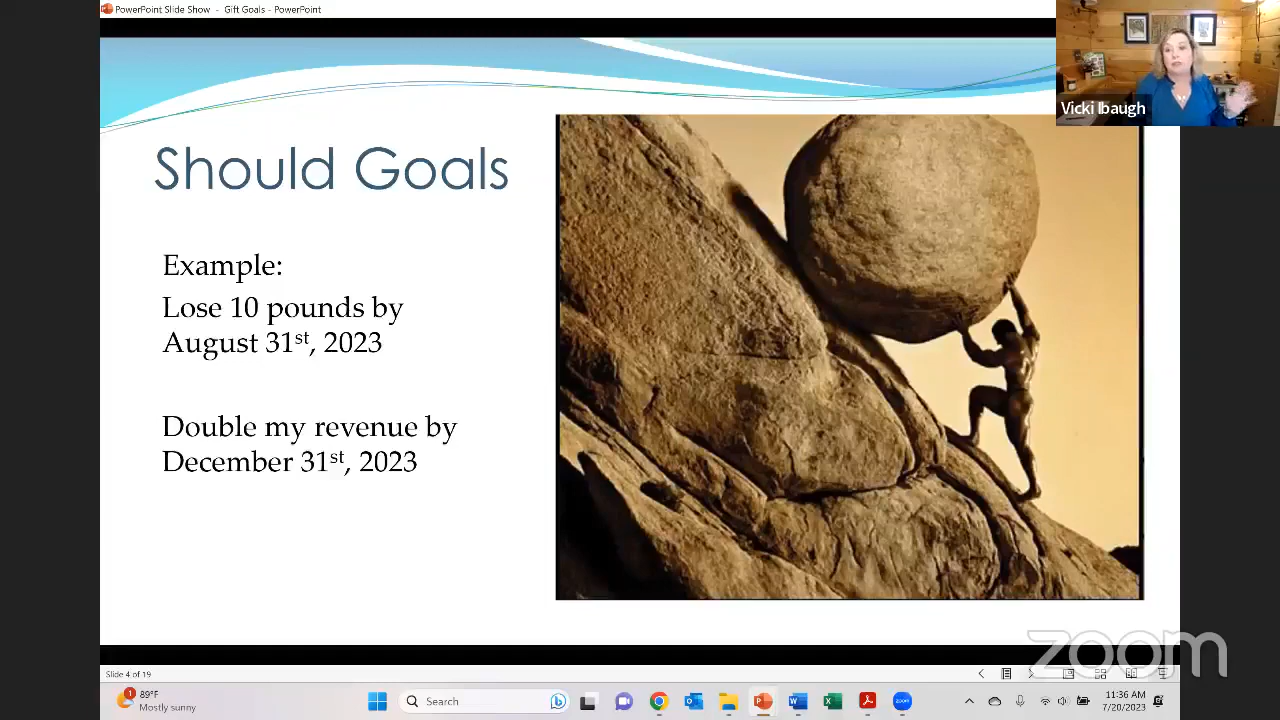 PowerPoint Slide Show - Gift Goals - PowerPoint
Vicki Ibaugh
Should Goals
Example:
Lose 10 pounds by
August 31st, 2023
Double my revenue by
December 31st, 2023
zoom
Slide 4 of 19
1
89°F
Mostly sunny
Search
11:36 AM
7/20/2023